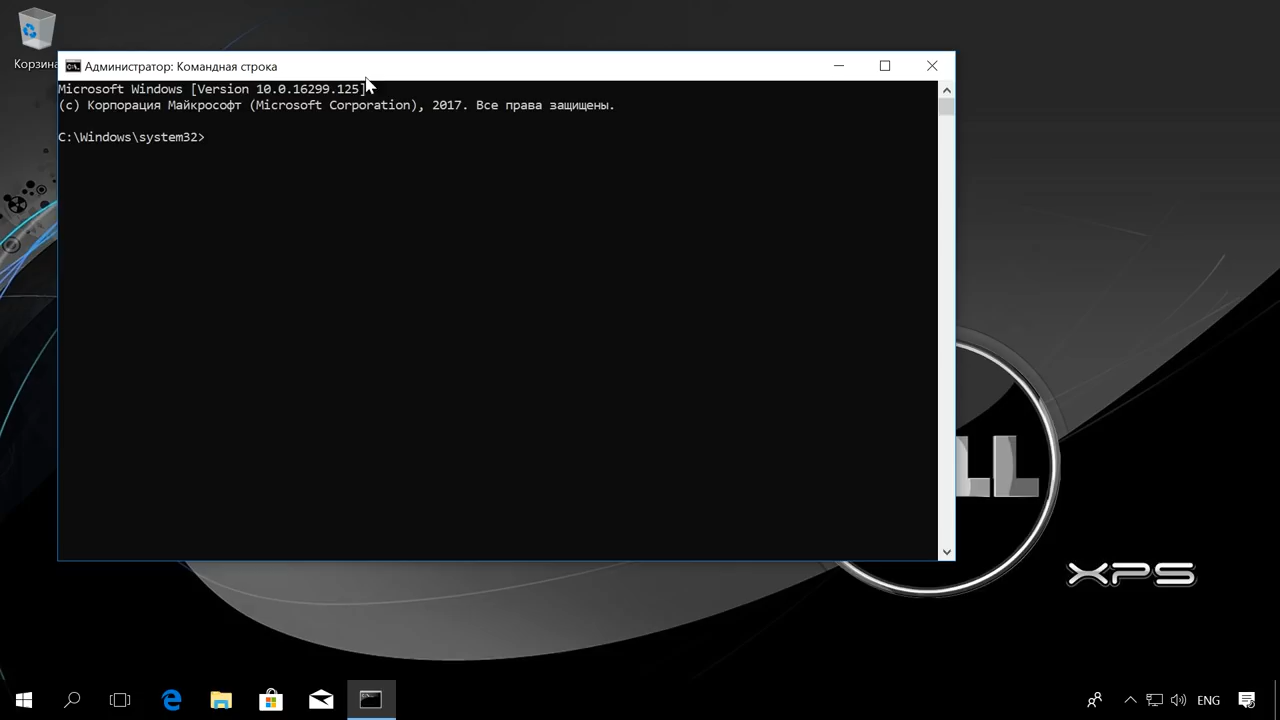 Корзина
Администратор: Командная строка
Microsoft Windows [Version 10.0.16299.125]
(c) Корпорация Майкрософт (Microsoft Corporation), 2017. Все права защищены.
C:\Windows\system32>
LL
XPS
ENG